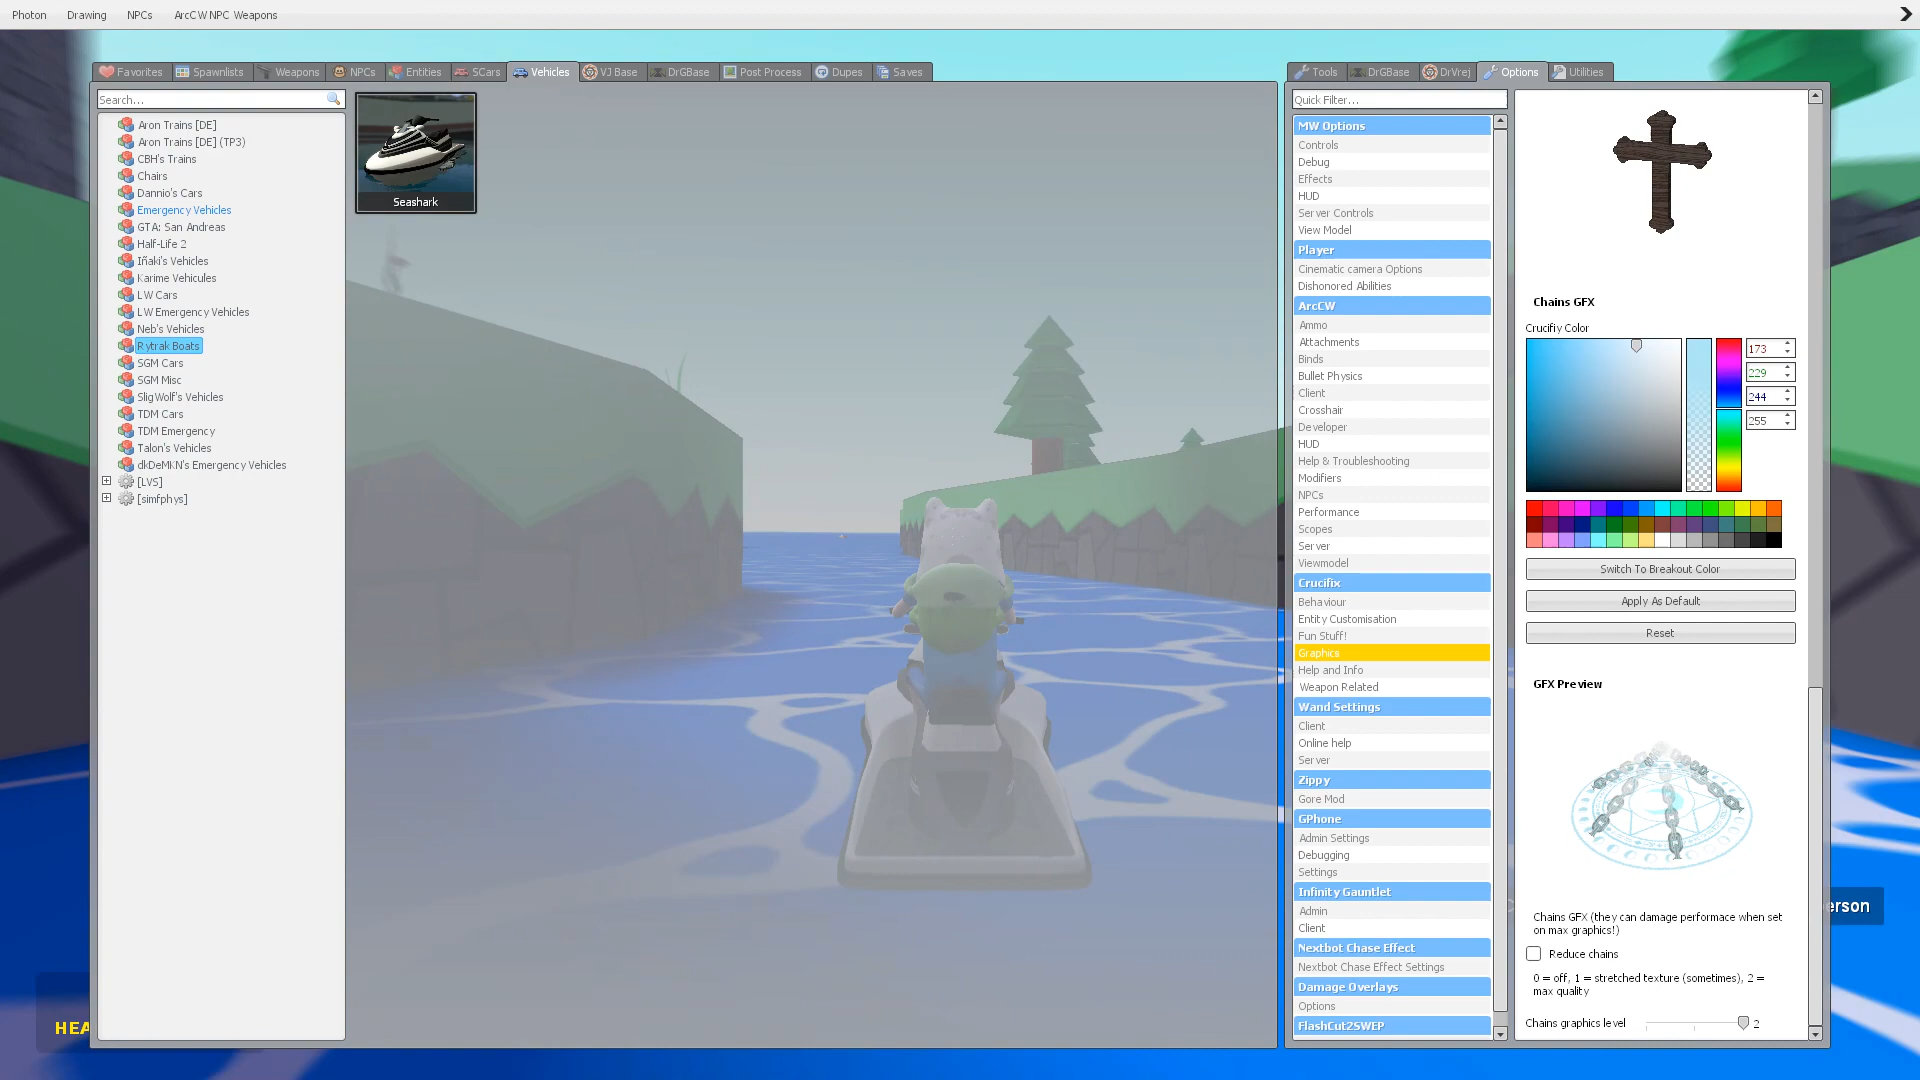 Photon Drawing NPCs ArcCW NPC Weapons
Favorites Spawnlists Weapons NPCs Entities SCars Vehicles VJ Base DrGBase Post Process Dupes Saves
Search...
Aron Trains [DE]
Aron Trains [DE] (TP3)
CBH's Trains
Chairs
Dannio's Cars
Emergency Vehicles
GTA: San Andreas
Half-Life 2
Iñaki's Vehicles
Karime Vehicules
LW Cars
LW Emergency Vehicles
Neb's Vehicles
Rytrak Boats
SGM Cars
SGM Misc
SligWolf's Vehicles
TDM Cars
TDM Emergency
Talon's Vehicles
dkDeMKN's Emergency Vehicles
[LVS]
[simfphys]
Seashark
HEA
Tools DrGBase DrVrej Options Utilities
Quick Filter...
MW Options
Controls
Debug
Effects
HUD
Server Controls
View Model
Player
Cinematic camera Options
Dishonored Abilities
ArcCW
Ammo
Attachments
Binds
Bullet Physics
Client
Crosshair
Developer
HUD
Help & Troubleshooting
Modifiers
NPCs
Performance
Scopes
Server
Viewmodel
Crucifix
Behaviour
Entity Customisation
Fun Stuff!
Graphics
Help and Info
Weapon Related
Wand Settings
Client
Online help
Server
Zippy
Gore Mod
GPhone
Admin Settings
Debugging
Settings
Infinity Gauntlet
Admin
Client
Nextbot Chase Effect
Nextbot Chase Effect Settings
Damage Overlays
Options
FlashCut2SWEP
Chains GFX
Crucifiy Color
173
229
244
255
Switch To Breakout Color
Apply As Default
Reset
GFX Preview
Chains GFX (they can damage performace when set
on max graphics!)
Reduce chains
0 = off, 1 = stretched texture (sometimes), 2 =
max quality
Chains graphics level 2
erson